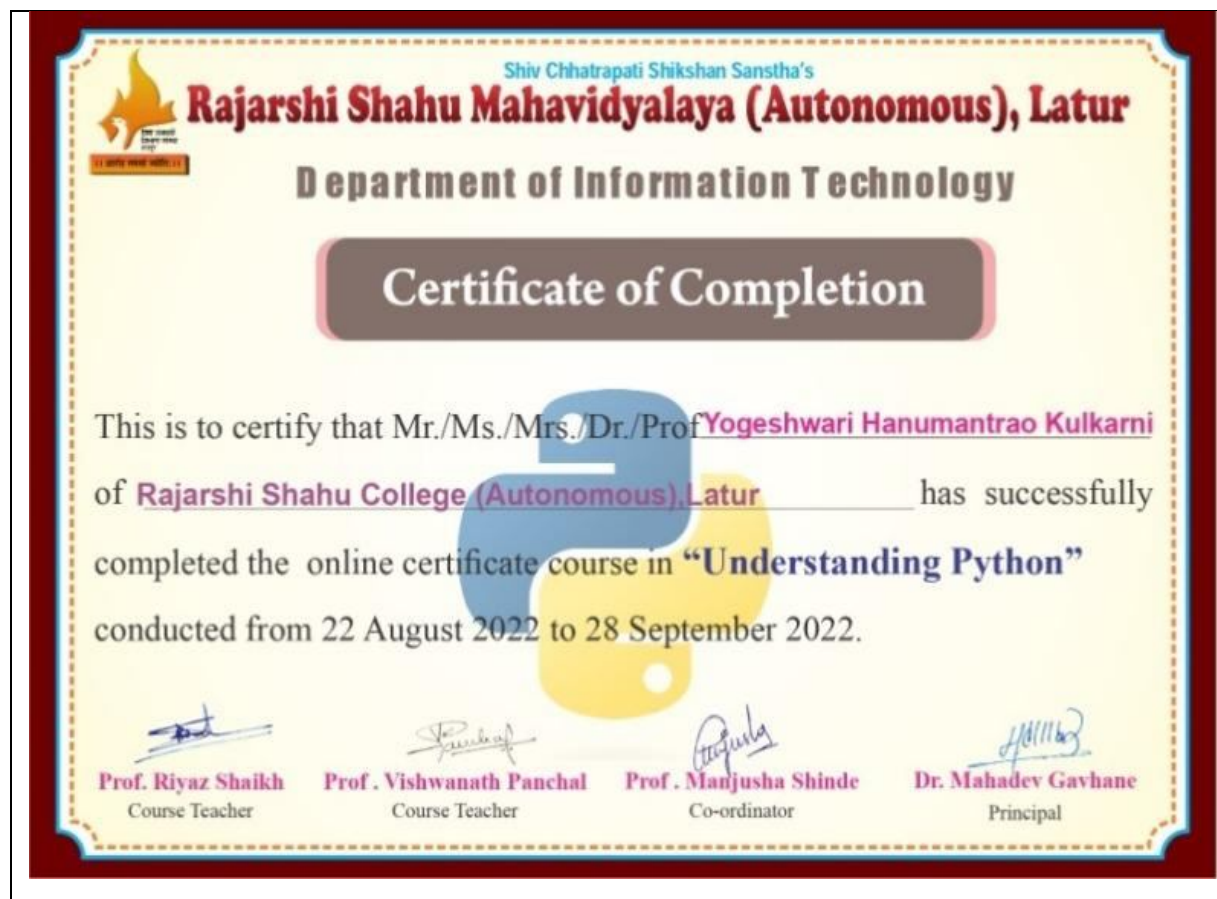 Shiv Chhatrapati Shikshan Sanstha's
Rajarshi Shahu Mahavidyalaya (Autonomous), Latur
।। आरोह तमसो ज्योतिः ।।
Department of Information Technology
Certificate of Completion
This is to certify that Mr./Ms./Mrs./Dr./Prof Yogeshwari Hanumantrao Kulkarni
of Rajarshi Shahu College (Autonomous),Latur has successfully
completed the online certificate course in “Understanding Python”
conducted from 22 August 2022 to 28 September 2022.
Prof. Riyaz Shaikh Prof . Vishwanath Panchal Prof . Manjusha Shinde Dr. Mahadev Gavhane
Course Teacher Course Teacher Co-ordinator Principal